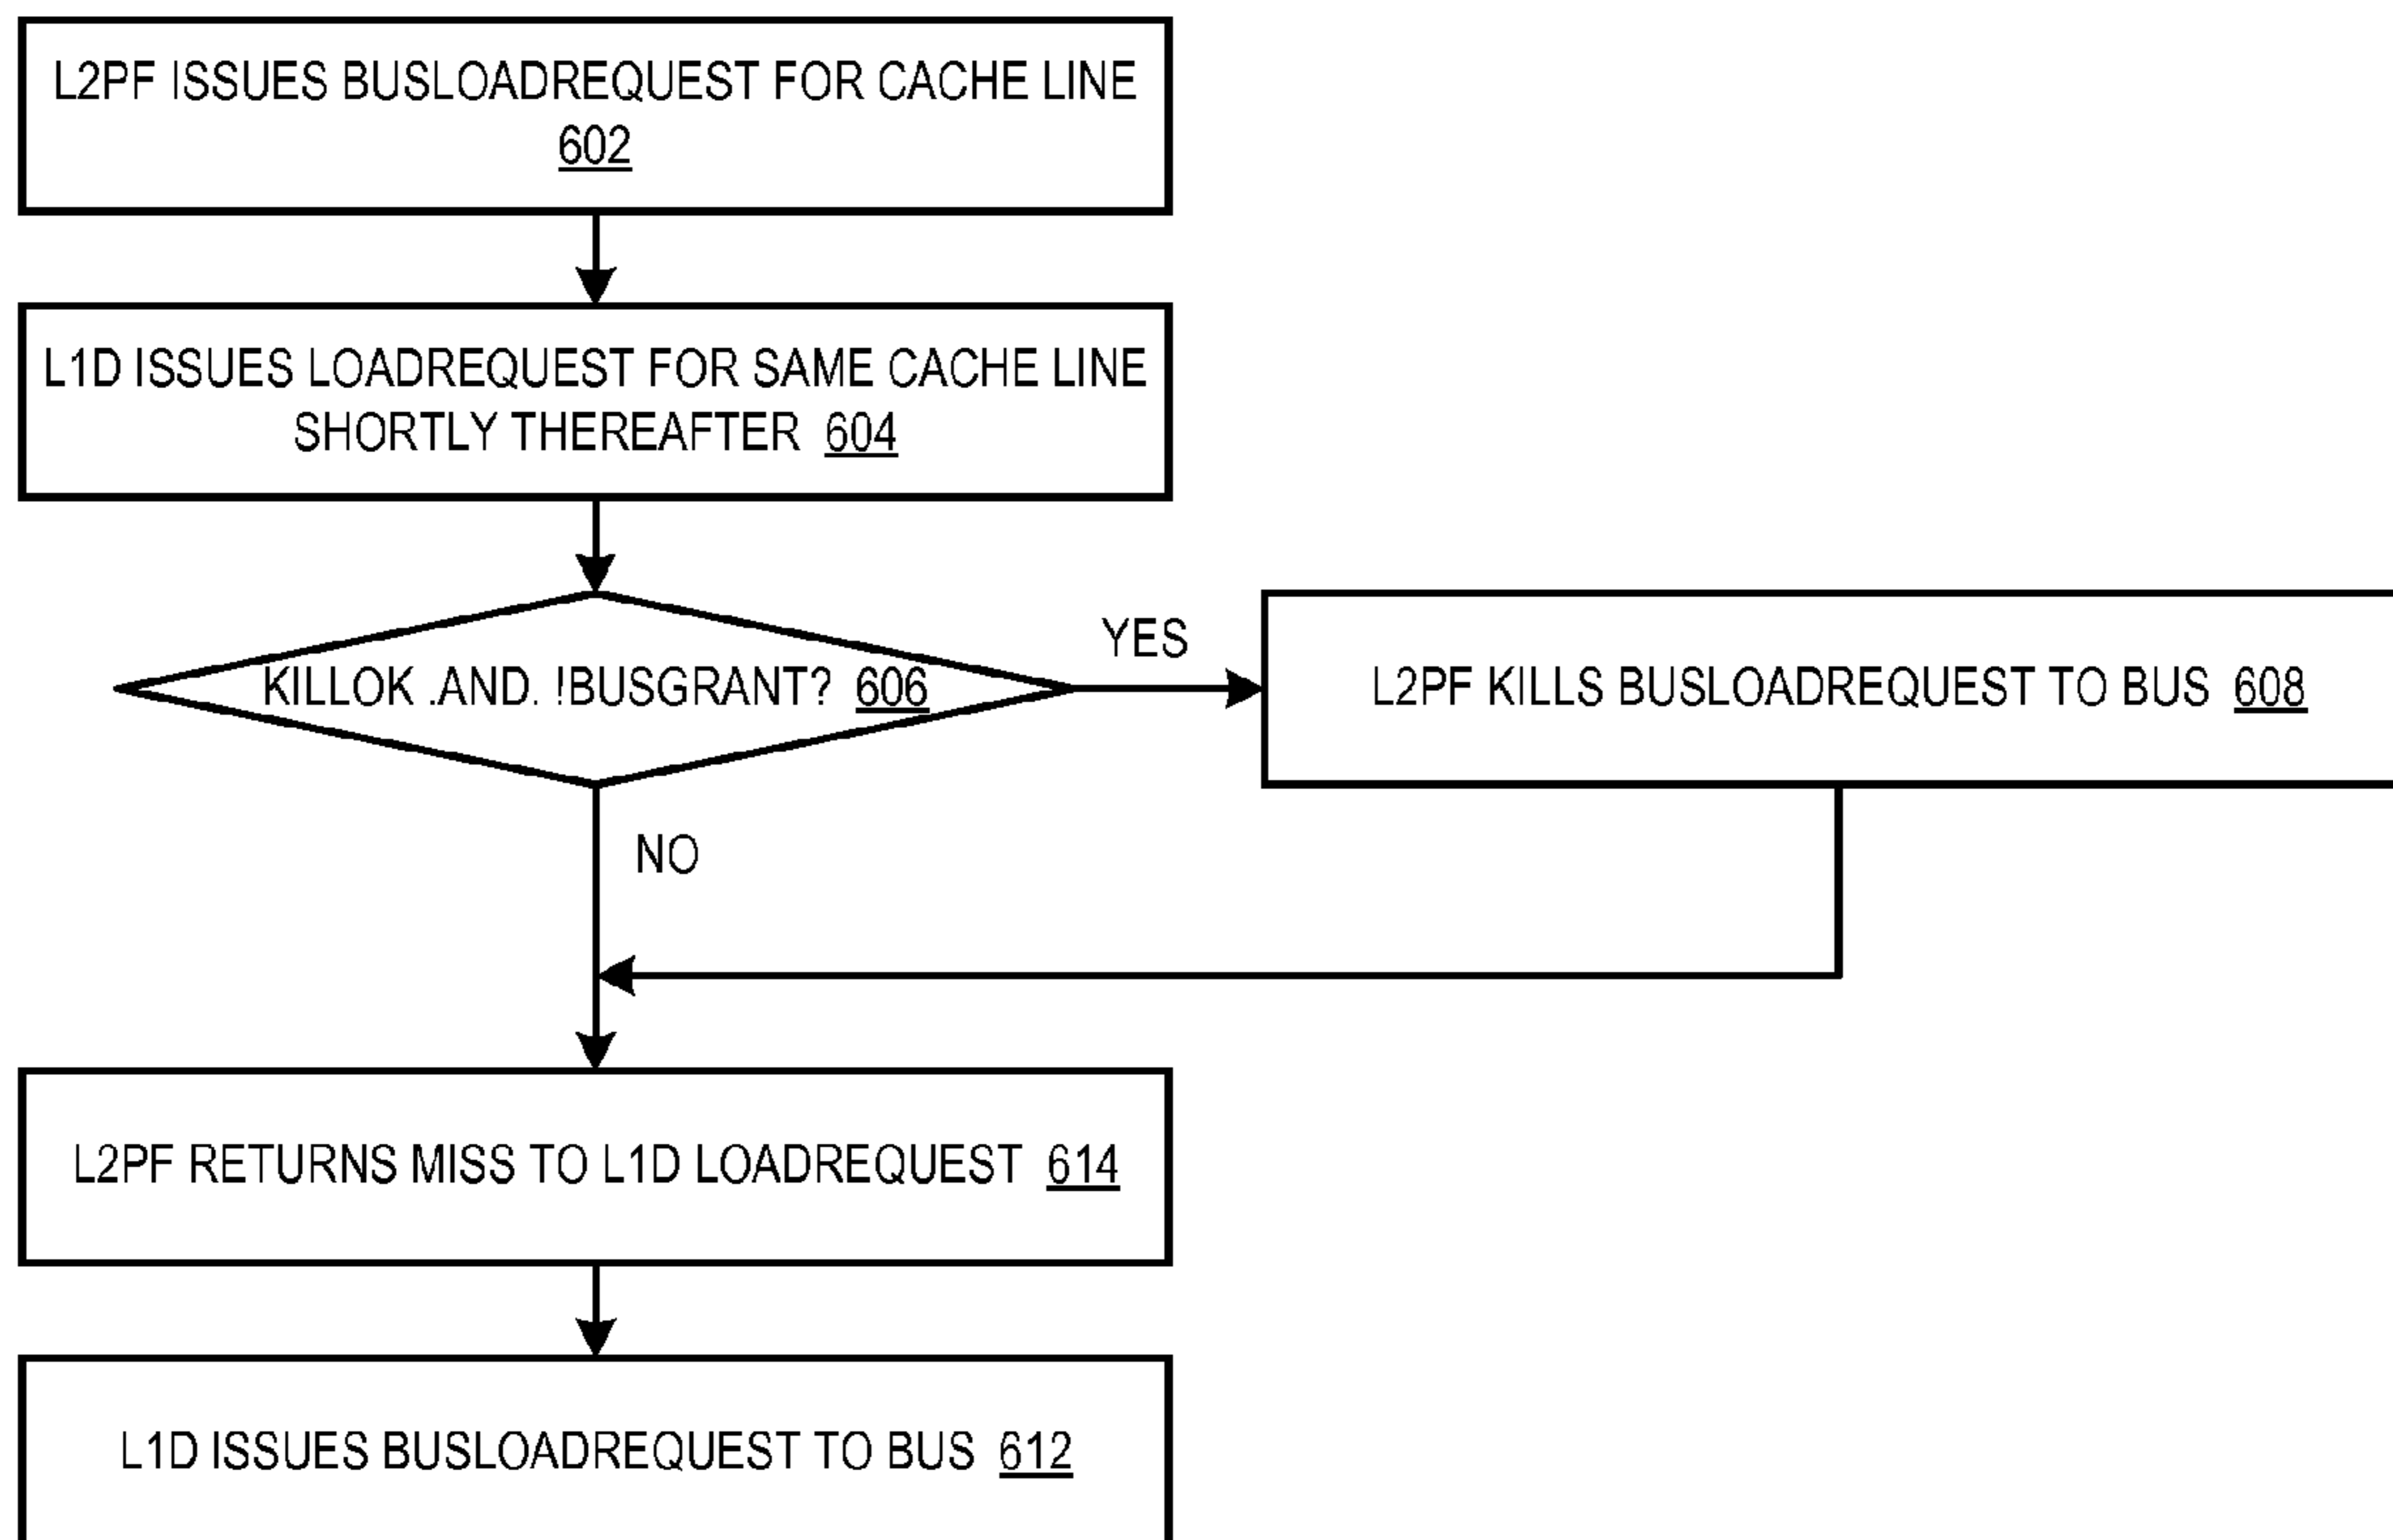 L2PF ISSUES BUSLOADREQUEST FOR CACHE LINE
602
L1D ISSUES LOADREQUEST FOR SAME CACHE LINE
SHORTLY THEREAFTER 604
KILLOK .AND. !BUSGRANT? 606
YES
L2PF KILLS BUSLOADREQUEST TO BUS 608
NO
L2PF RETURNS MISS TO L1D LOADREQUEST 614
L1D ISSUES BUSLOADREQUEST TO BUS 612